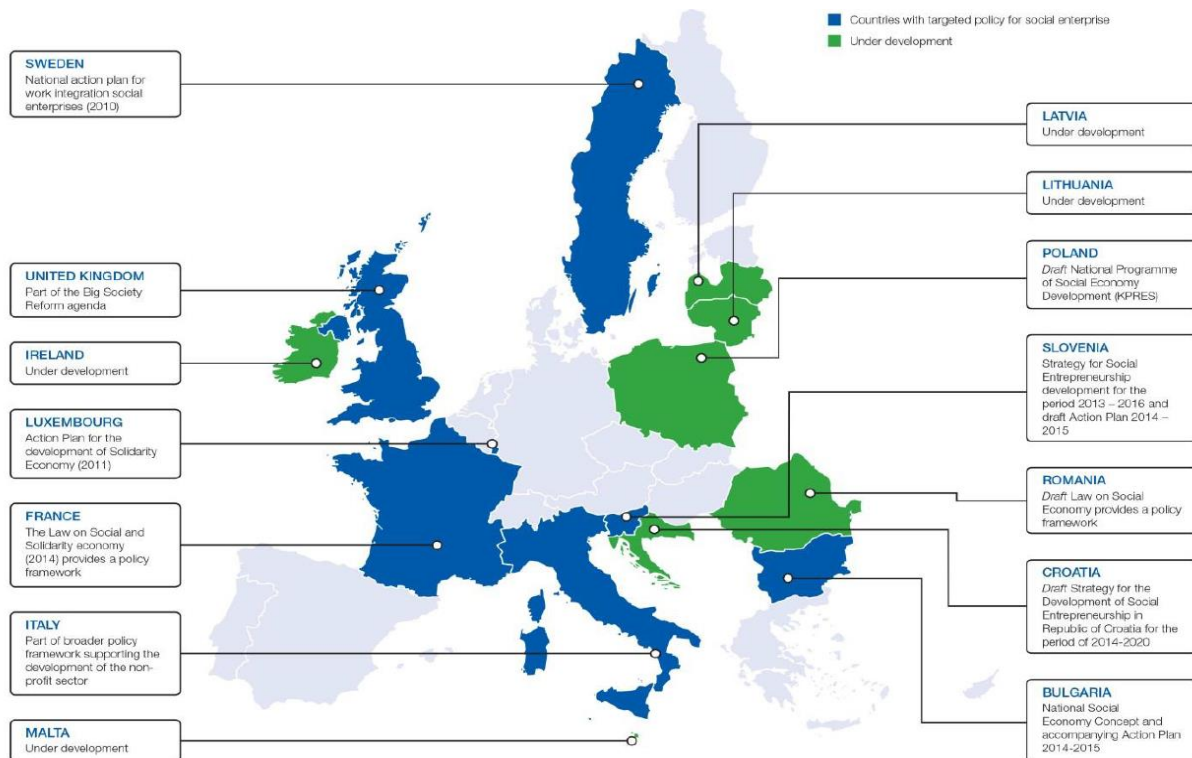 Countries with targeted policy for social enterprise
Under development
SWEDEN
National action plan for
work integration social
enterprises (2010)
UNITED KINGDOM
Part of the Big Society
Reform agenda
IRELAND
Under development
LUXEMBOURG
Action Plan for the
development of Solidarity
Economy (2011)
FRANCE
The Law on Social and
Solidarity economy
(2014) provides a policy
framework
ITALY
Part of broader policy
framework supporting the
development of the non-
profit sector
MALTA
Under development
LATVIA
Under development
LITHUANIA
Under development
POLAND
Draft National Programme
of Social Economy
Development (KPRES)
SLOVENIA
Strategy for Social
Entrepreneurship
development for the
period 2013 – 2016 and
draft Action Plan 2014 –
2015
ROMANIA
Draft Law on Social
Economy provides a policy
framework
CROATIA
Draft Strategy for the
Development of Social
Entrepreneurship in
Republic of Croatia for the
period of 2014-2020
BULGARIA
National Social
Economy Concept and
accompanying Action Plan
2014-2015